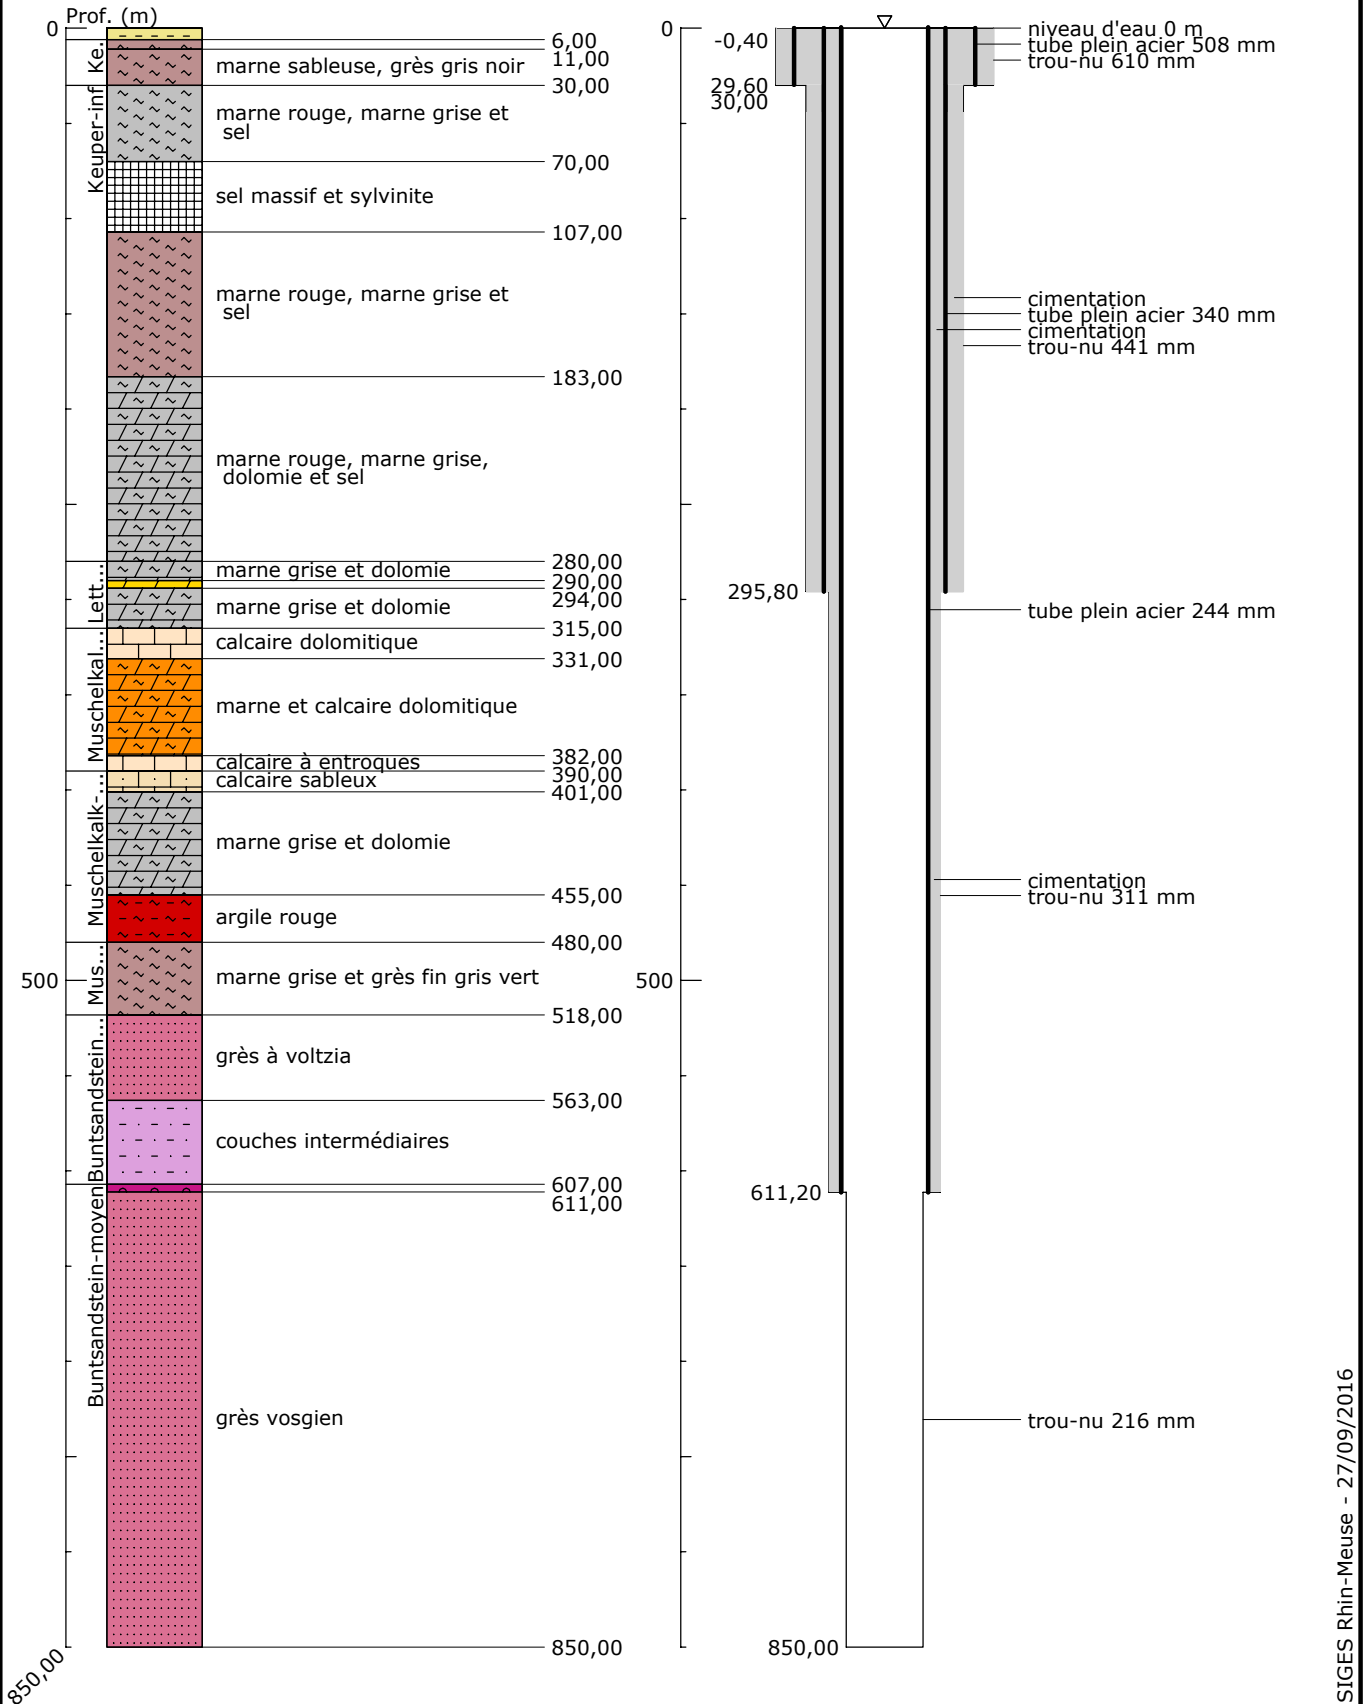 Prof. (m)
0
6,00
11,00
marne sableuse, grès gris noir
30,00
marne rouge, marne grise et
sel
70,00
sel massif et sylvinite
107,00
marne rouge, marne grise et
sel
183,00
marne rouge, marne grise,
dolomie et sel
280,00
marne grise et dolomie
290,00
294,00
marne grise et dolomie
315,00
calcaire dolomitique
331,00
marne et calcaire dolomitique
382,00
calcaire à entroques
390,00
calcaire sableux
401,00
marne grise et dolomie
455,00
argile rouge
480,00
marne grise et grès fin gris vert
500
518,00
grès à voltzia
563,00
couches intermédiaires
607,00
611,00
grès vosgien
850,00
850,00
Ke.
Keuper-inf
Lett...
Muschelkal...
Muschelkalk-...
Mus...
Buntsandstein...
Buntsandstein-moyen
0
-0,40
29,60
30,00
295,80
500
611,20
850,00
niveau d'eau 0 m
tube plein acier 508 mm
trou-nu 610 mm
cimentation
tube plein acier 340 mm
cimentation
trou-nu 441 mm
tube plein acier 244 mm
cimentation
trou-nu 311 mm
trou-nu 216 mm
SIGES Rhin-Meuse - 27/09/2016